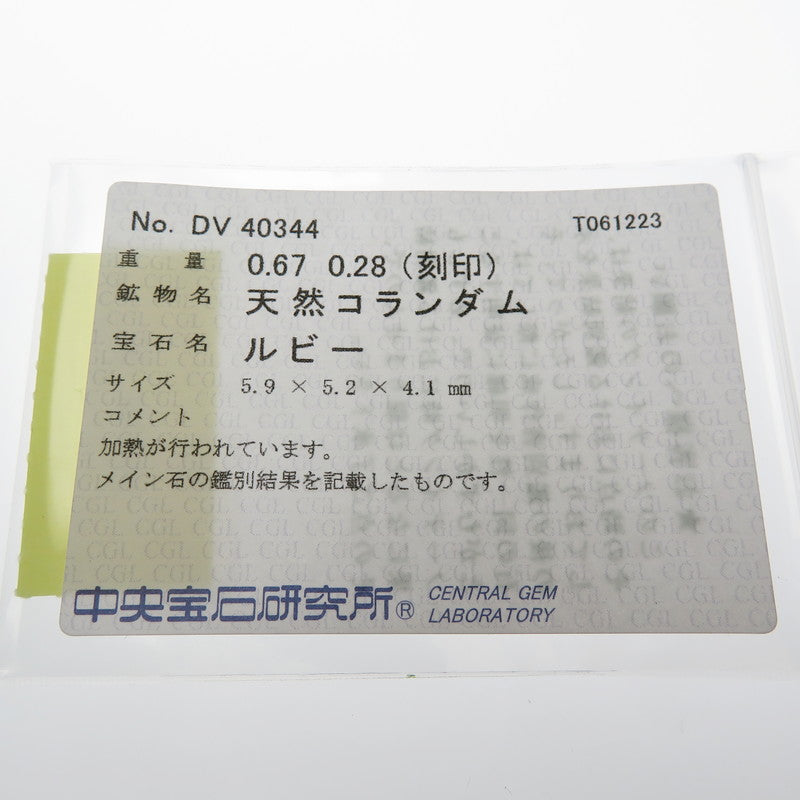 No. DV 40344 T061223
重量 0.67 0.28 (刻印)
鉱物名 天然コランダム
宝石名 ルビー
サイズ 5.9 × 5.2 × 4.1 mm
コメント
加熱が行われています。
メイン石の鑑別結果を記載したものです。
中央宝石研究所® CENTRAL GEM
LABORATORY